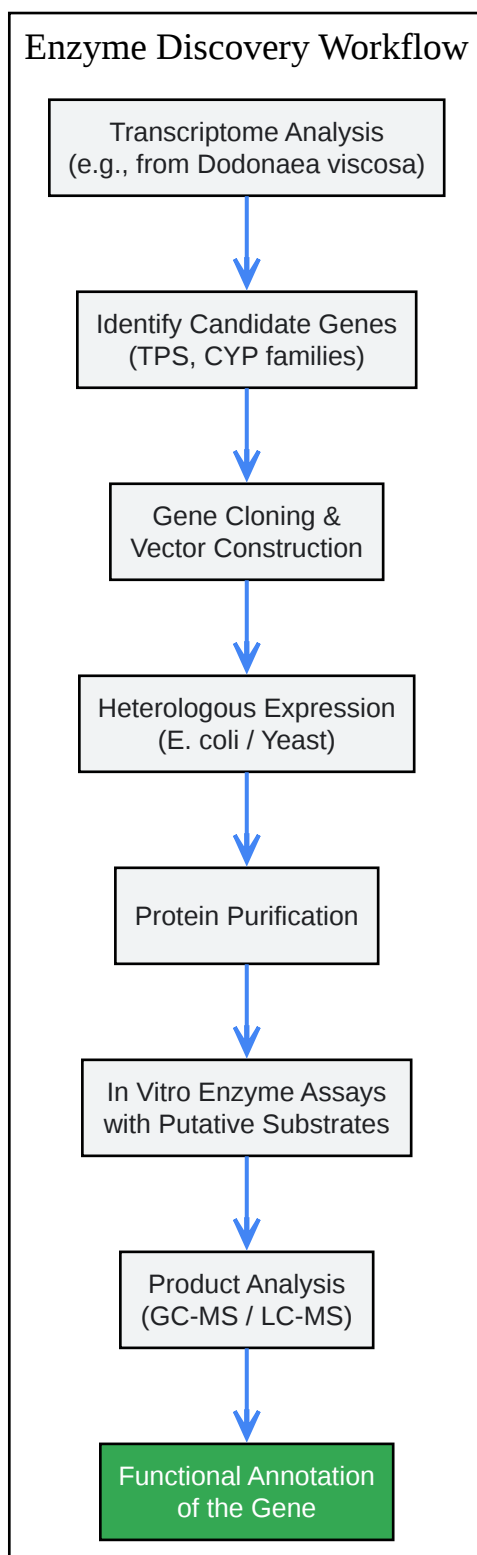 Enzyme Discovery Workflow
Transcriptome Analysis
(e.g., from Dodonaea viscosa)
Identify Candidate Genes
(TPS, CYP families)
Gene Cloning &
Vector Construction
Heterologous Expression
(E. coli / Yeast)
Protein Purification
In Vitro Enzyme Assays
with Putative Substrates
Product Analysis
(GC-MS / LC-MS)
Functional Annotation
of the Gene